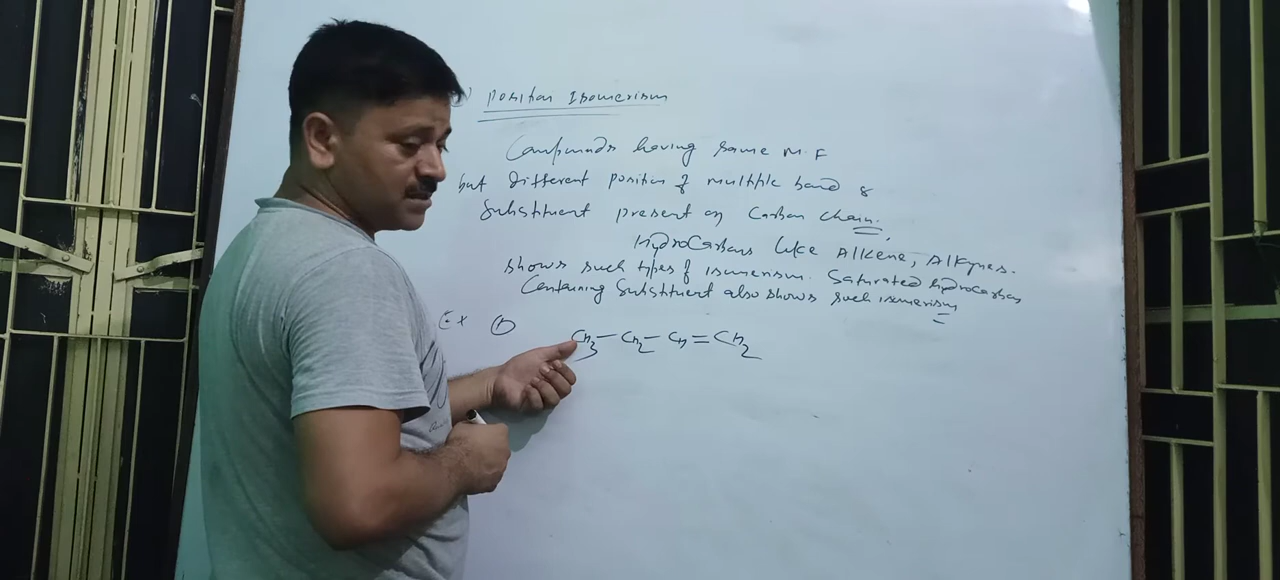 Position Isomerism
Compounds having same M.F
but different position of multiple bond &
Substituent present on Carbon chain.
HydroCarbons like Alkene, Alkynes.
shows such types of isomerism. Saturated hydrocarbon
Containing substituent also shows such isomerism
Ex ① CH3-CH2-CH=CH2